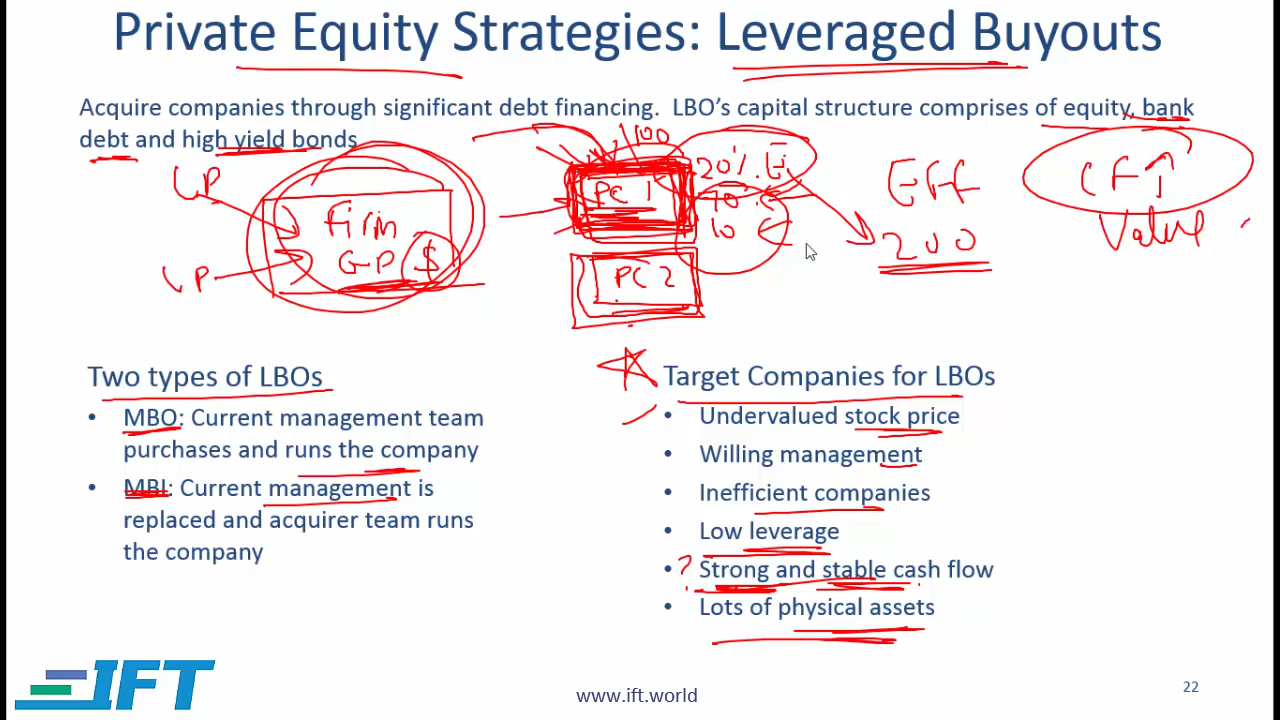 Private Equity Strategies: Leveraged Buyouts
Acquire companies through significant debt financing. LBO's capital structure comprises of equity, bank
debt and high yield bonds
100
LP
Firm
GP $
LP
PC 1
PC 2
20% E
70%
10
Eff
200
CF↑
Value
Two types of LBOs
• MBO: Current management team
purchases and runs the company
• MBI: Current management is
replaced and acquirer team runs
the company
Target Companies for LBOs
• Undervalued stock price
• Willing management
• Inefficient companies
• Low leverage
• ? Strong and stable cash flow
• Lots of physical assets
IFT
www.ift.world
22